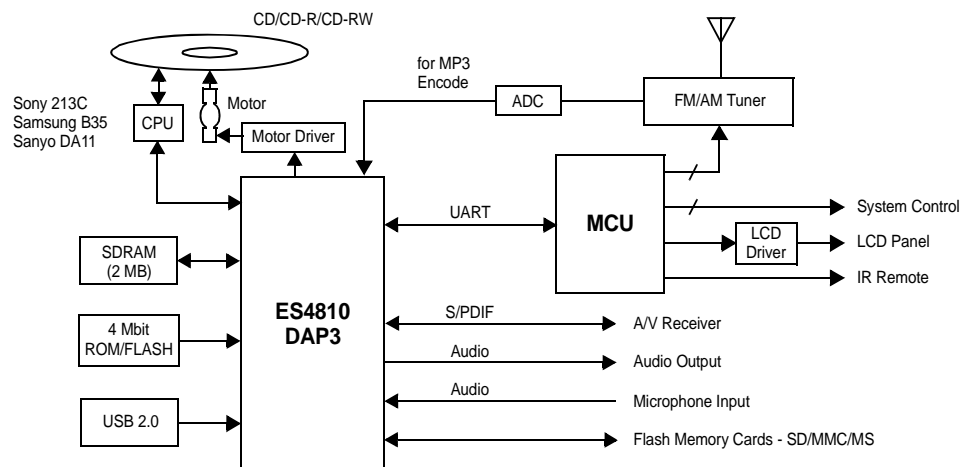 CD/CD-R/CD-RW
for MP3
Encode
Sony 213C
Samsung B35
Sanyo DA11
CPU
Motor
Motor Driver
ADC
FM/AM Tuner
UART
MCU
System Control
LCD
Driver
LCD Panel
IR Remote
SDRAM
(2 MB)
ES4810
DAP3
S/PDIF
A/V Receiver
4 Mbit
ROM/FLASH
Audio
Audio Output
Audio
Microphone Input
USB 2.0
Flash Memory Cards - SD/MMC/MS